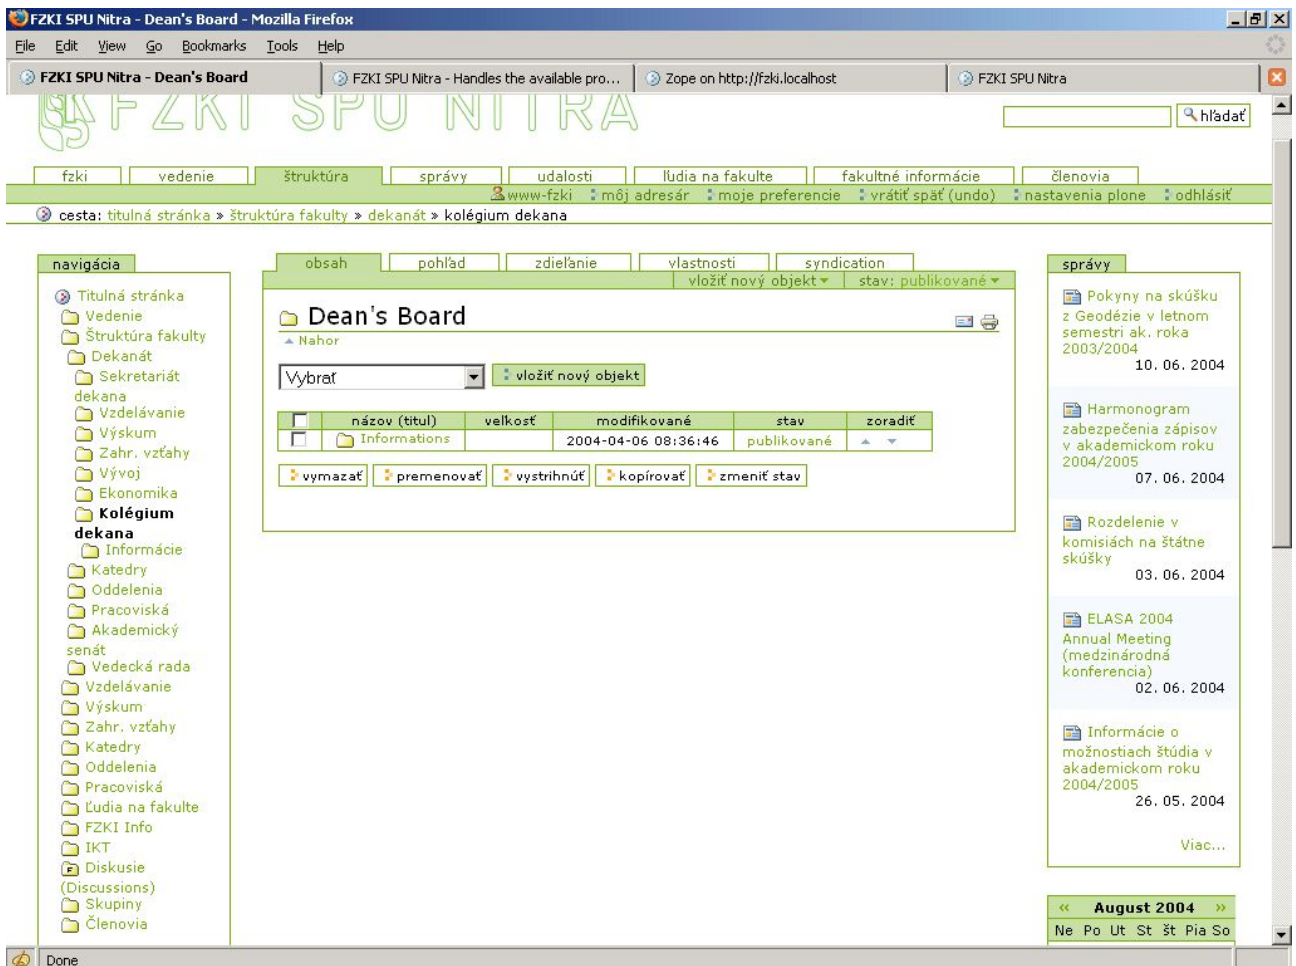 FZKI SPU Nitra - Dean's Board - Mozilla Firefox
File Edit View Go Bookmarks Tools Help
FZKI SPU Nitra - Dean's Board
FZKI SPU Nitra - Handles the available pro...
Zope on http://fzki.localhost
FZKI SPU Nitra
FZKI SPU NITRA
hľadať
fzki vedenie štruktúra správy udalosti ľudia na fakulte fakultné informácie členovia
www-fzki môj adresár moje preferencie vrátiť späť (undo) nastavenia plone odhlásiť
cesta: titulná stránka » štruktúra fakulty » dekanát » kolégium dekana
navigácia
Titulná stránka
Vedenie
Štruktúra fakulty
Dekanát
Sekretariát
dekana
Vzdelávanie
Výskum
Zahr. vzťahy
Vývoj
Ekonomika
Kolégium
dekana
Informácie
Katedry
Oddelenia
Pracoviská
Akademický
senát
Vedecká rada
Vzdelávanie
Výskum
Zahr. vzťahy
Katedry
Oddelenia
Pracoviská
Ľudia na fakulte
FZKI Info
IKT
Diskusie
(Discussions)
Skupiny
Členovia
obsah pohľad zdieľanie vlastnosti syndication
vložiť nový objekt stav: publikované
Dean's Board
Nahor
Vybrať vložiť nový objekt
názov (titul) veľkosť modifikované stav zoradiť
Informations 2004-04-06 08:36:46 publikované
vymazať premenovať vystrihnúť kopírovať zmeniť stav
správy
Pokyny na skúšku
z Geodézie v letnom
semestri ak. roka
2003/2004
10. 06. 2004
Harmonogram
zabezpečenia zápisov
v akademickom roku
2004/2005
07. 06. 2004
Rozdelenie v
komisiách na štátne
skúšky
03. 06. 2004
ELASA 2004
Annual Meeting
(medzinárodná
konferencia)
02. 06. 2004
Informácie o
možnostiach štúdia v
akademickom roku
2004/2005
26. 05. 2004
Viac...
« August 2004 »
Ne Po Ut St št Pia So
Done